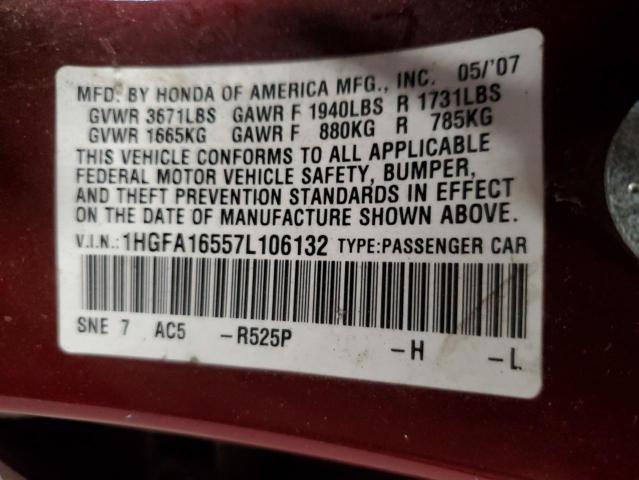 MFD. BY HONDA OF AMERICA MFG., INC. 05/'07
GVWR 3671LBS GAWR F 1940LBS R 1731LBS
GVWR 1665KG GAWR F 880KG R 785KG
THIS VEHICLE CONFORMS TO ALL APPLICABLE
FEDERAL MOTOR VEHICLE SAFETY, BUMPER,
AND THEFT PREVENTION STANDARDS IN EFFECT
ON THE DATE OF MANUFACTURE SHOWN ABOVE.
V.I.N.: 1HGFA16557L106132 TYPE:PASSENGER CAR
SNE 7 AC5 -R525P -H -L